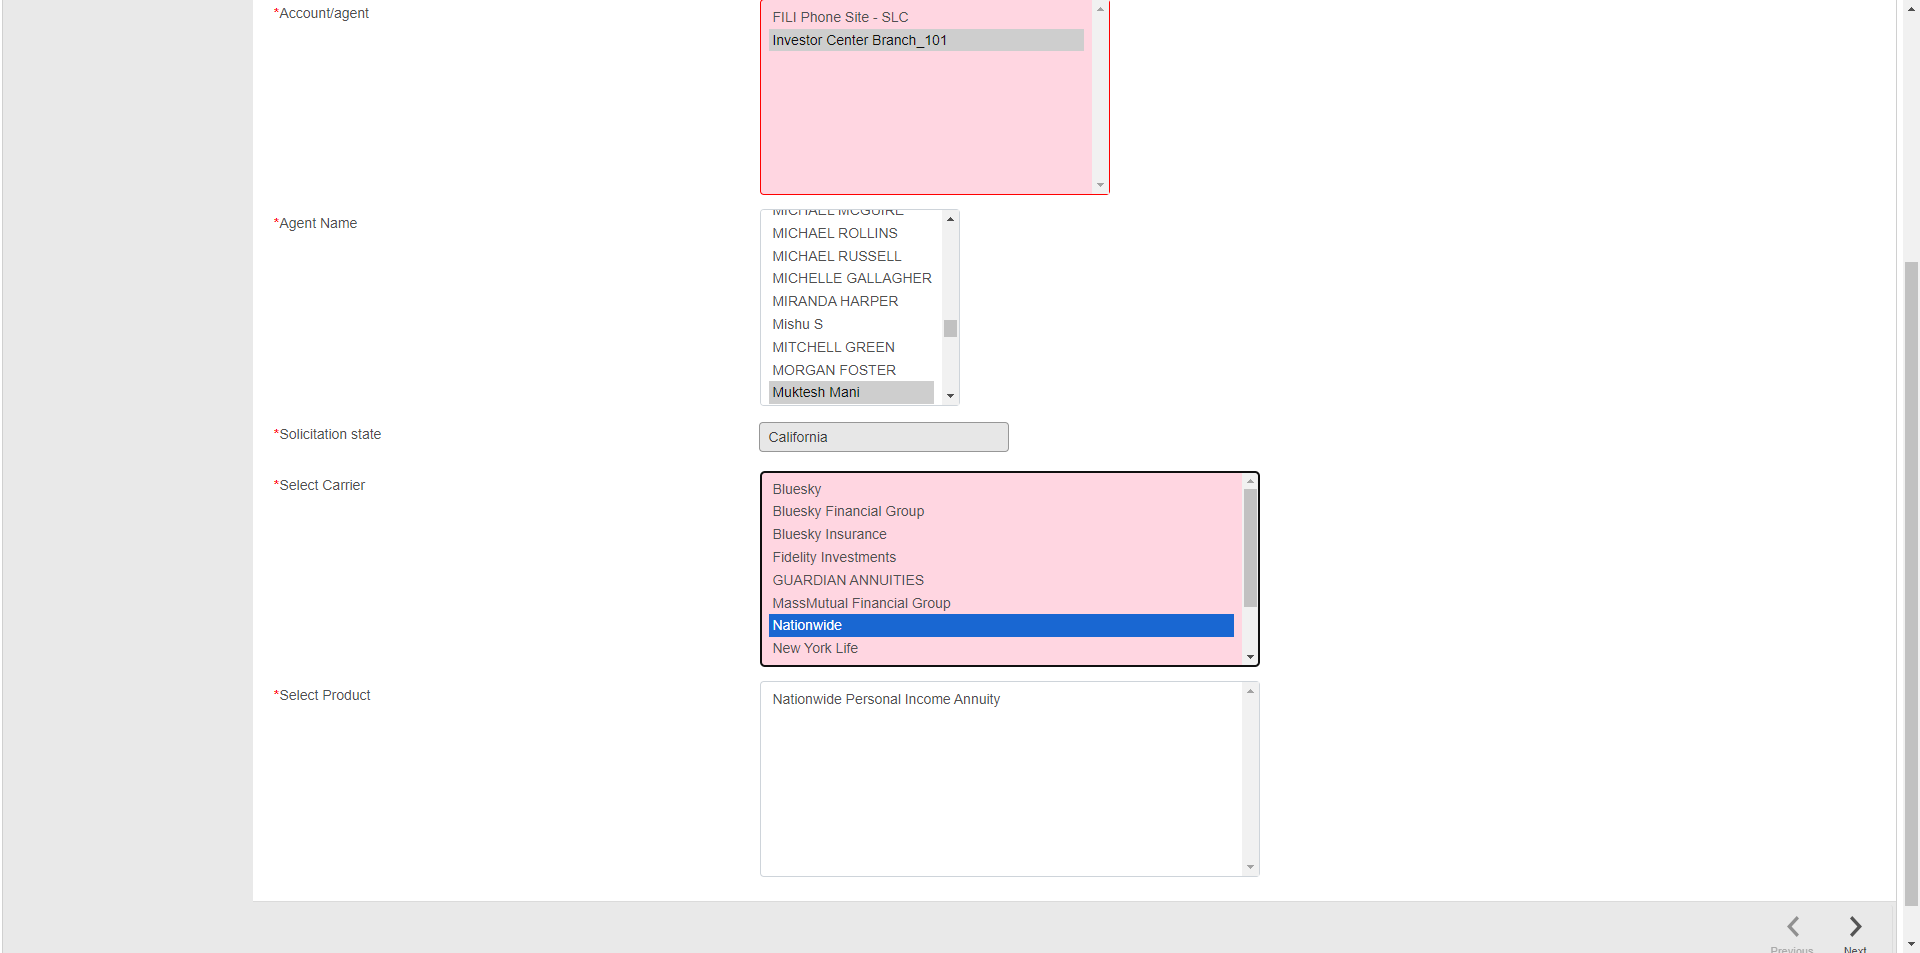 *Account/agent
FILI Phone Site - SLC
Investor Center Branch_101
*Agent Name
MICHAEL MCGUIRE
MICHAEL ROLLINS
MICHAEL RUSSELL
MICHELLE GALLAGHER
MIRANDA HARPER
Mishu S
MITCHELL GREEN
MORGAN FOSTER
Muktesh Mani
*Solicitation state
California
*Select Carrier
Bluesky
Bluesky Financial Group
Bluesky Insurance
Fidelity Investments
GUARDIAN ANNUITIES
MassMutual Financial Group
Nationwide
New York Life
*Select Product
Nationwide Personal Income Annuity
Previous
Next